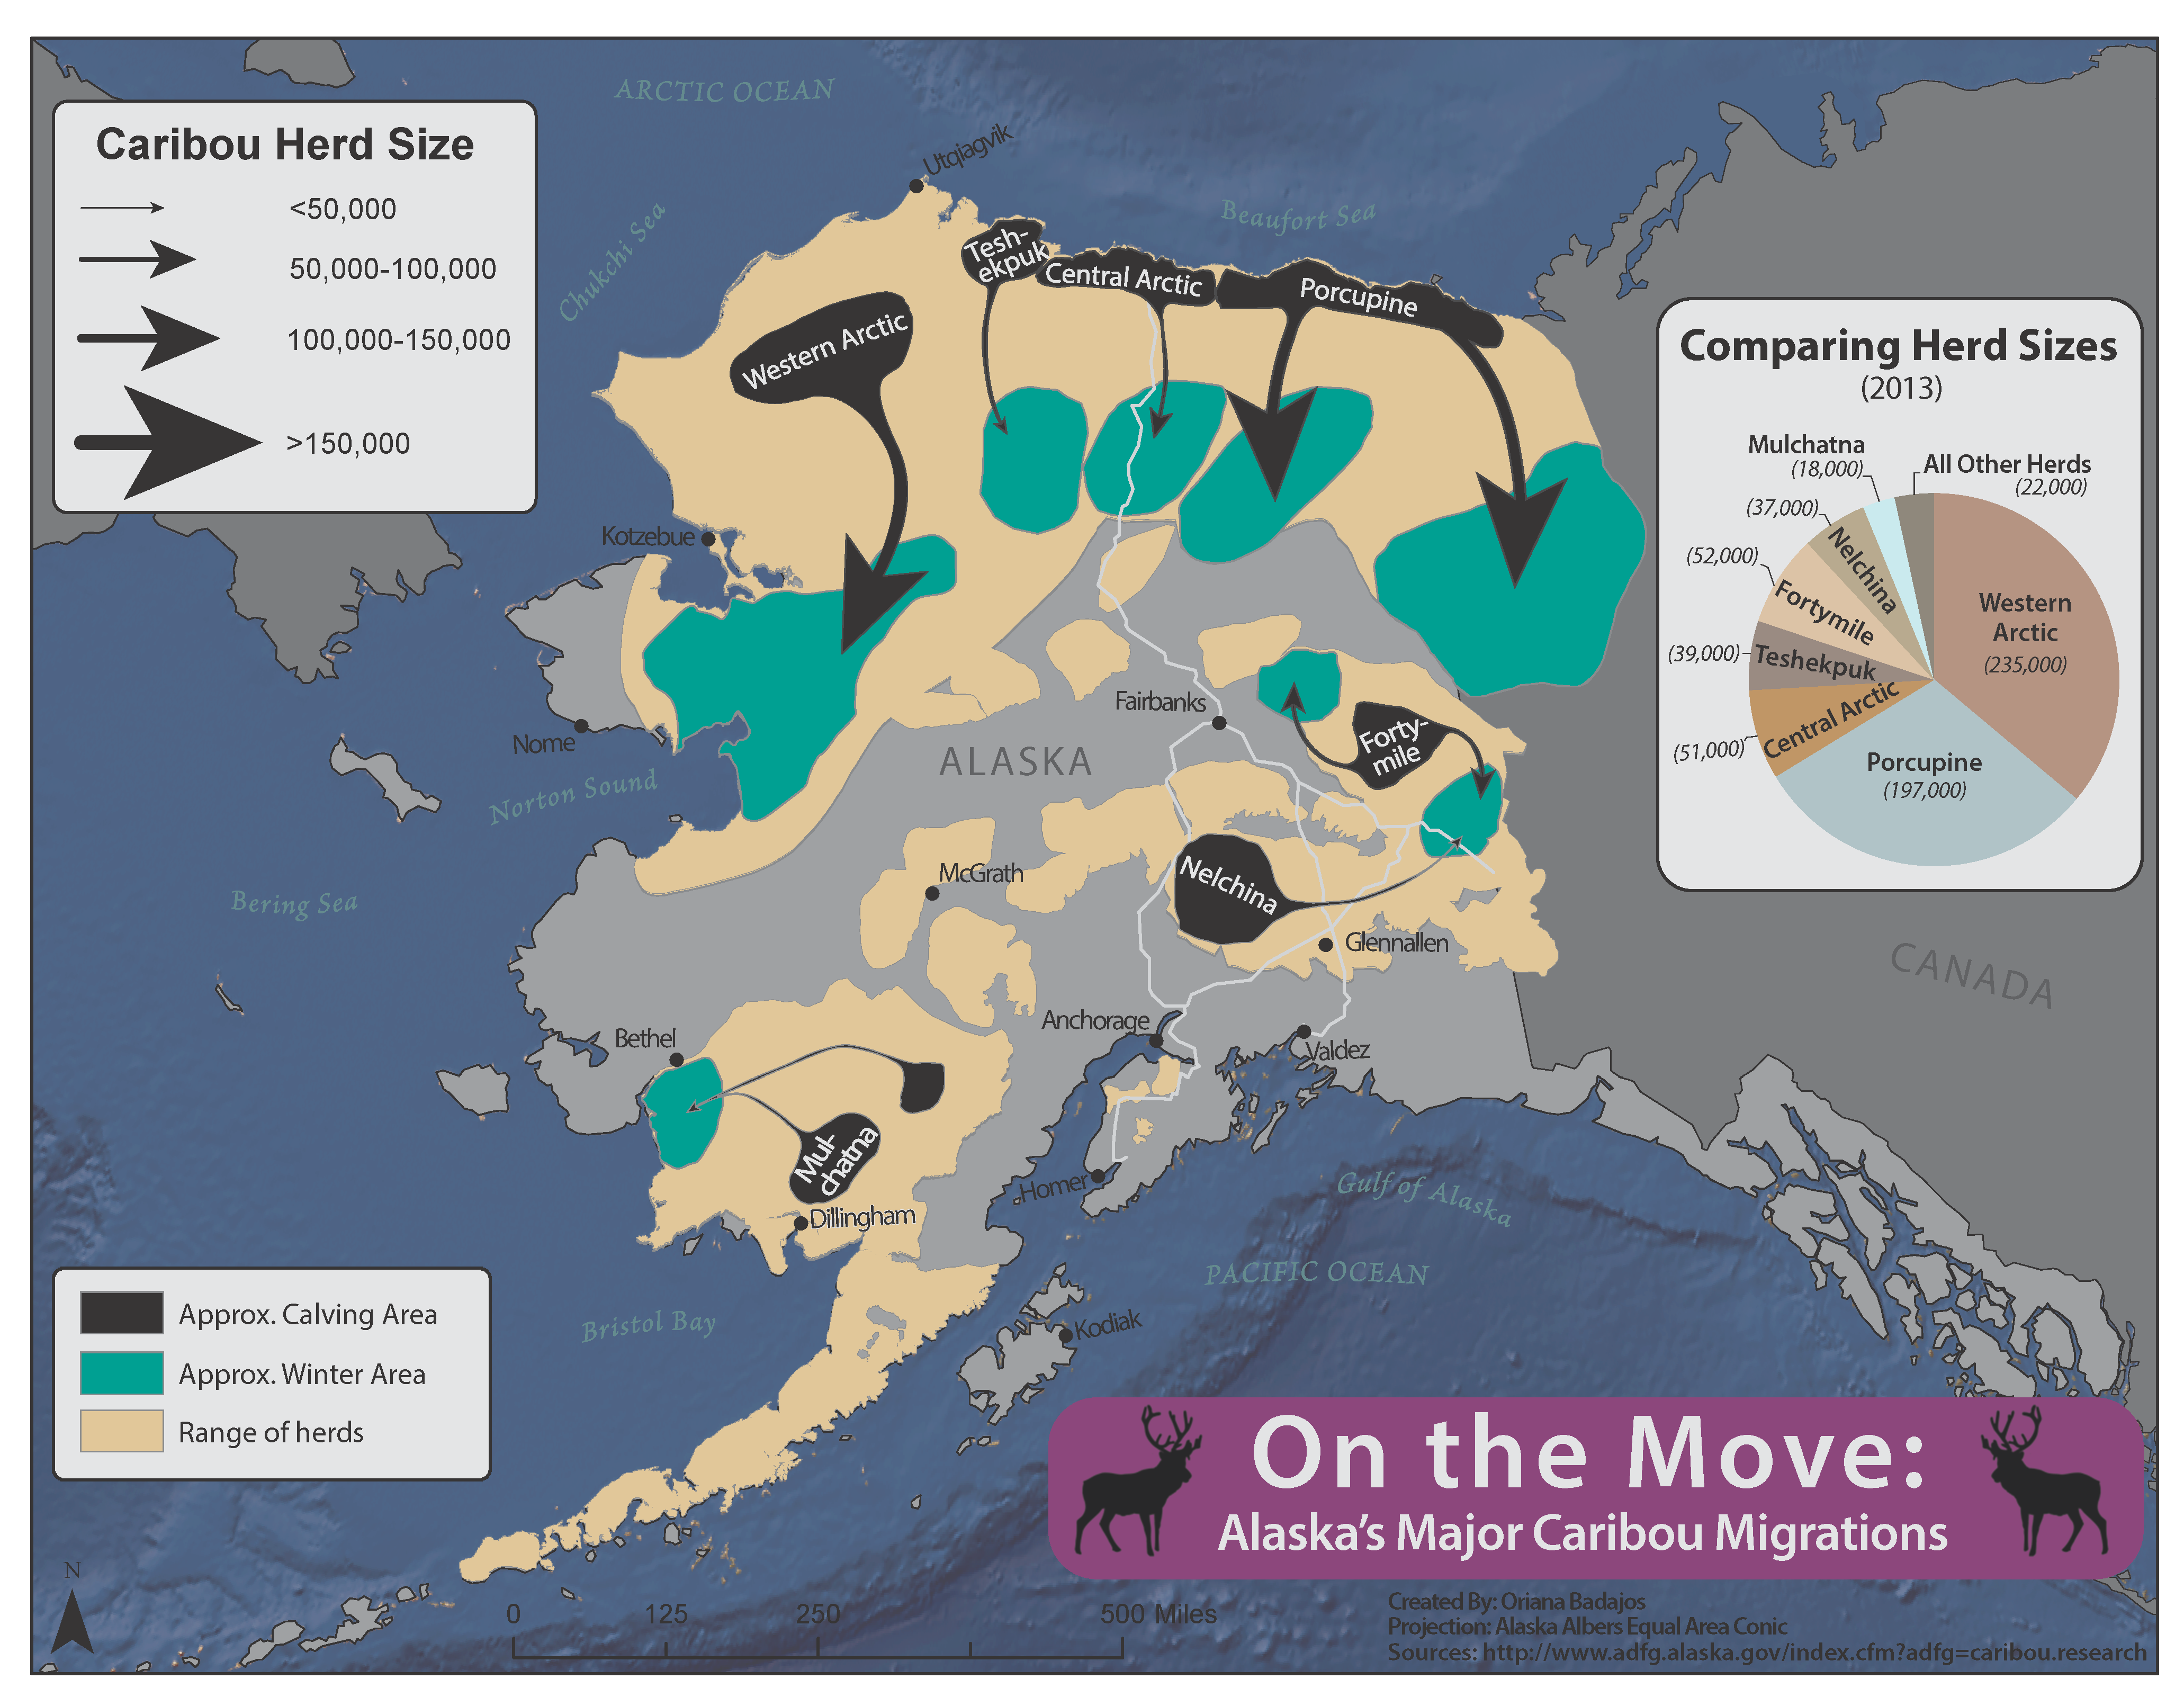 ARCTIC OCEAN
Caribou Herd Size
<50,000
50,000-100,000
100,000-150,000
>150,000
Utqiagvik
Chukchi Sea
Beaufort Sea
Tesh-
ekpuk
Central Arctic
Porcupine
Western Arctic
Comparing Herd Sizes
(2013)
Mulchatna
(18,000)
All Other Herds
(22,000)
(37,000)
Nelchina
(52,000)
Fortymile
Western
Arctic
(235,000)
(39,000)
Teshekpuk
Central Arctic
(51,000)
Porcupine
(197,000)
Kotzebue
Fairbanks
Nome
ALASKA
Forty-
mile
Norton Sound
McGrath
Nelchina
Bering Sea
Glennallen
CANADA
Anchorage
Bethel
Valdez
Mul-
chatna
Homer
Gulf of Alaska
Dillingham
PACIFIC OCEAN
Bristol Bay
Kodiak
Approx. Calving Area
Approx. Winter Area
Range of herds
On the Move:
Alaska's Major Caribou Migrations
N
0 125 250 500 Miles
Created By: Oriana Badajos
Projection: Alaska Albers Equal Area Conic
Sources: http://www.adfg.alaska.gov/index.cfm?adfg=caribou.research